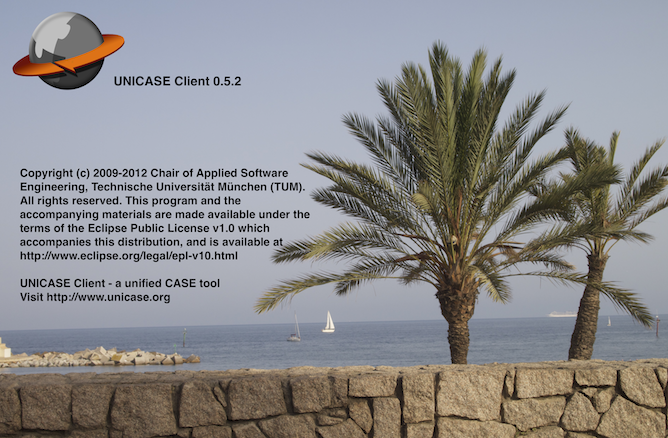 UNICASE Client 0.5.2
Copyright (c) 2009-2012 Chair of Applied Software
Engineering, Technische Universität München (TUM).
All rights reserved. This program and the
accompanying materials are made available under the
terms of the Eclipse Public License v1.0 which
accompanies this distribution, and is available at
http://www.eclipse.org/legal/epl-v10.html
UNICASE Client - a unified CASE tool
Visit http://www.unicase.org